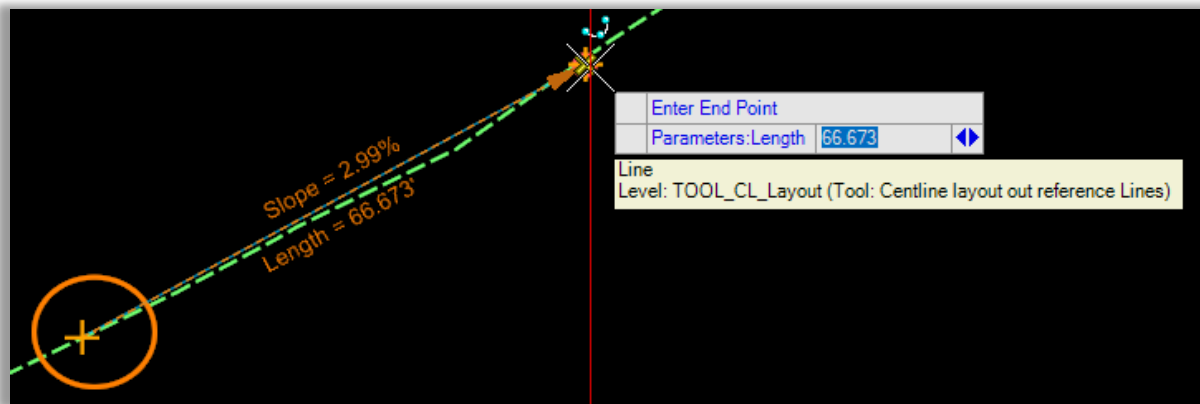 Enter End Point
Parameters:Length 66.673
Line
Level: TOOL_CL_Layout (Tool: Centline layout out reference Lines)
Slope = 2.99%
Length = 66.673'